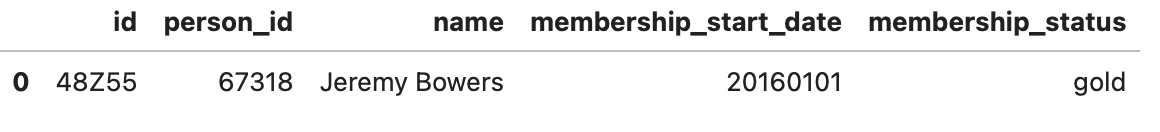 id person_id name membership_start_date membership_status
0 48Z55 67318 Jeremy Bowers 20160101 gold